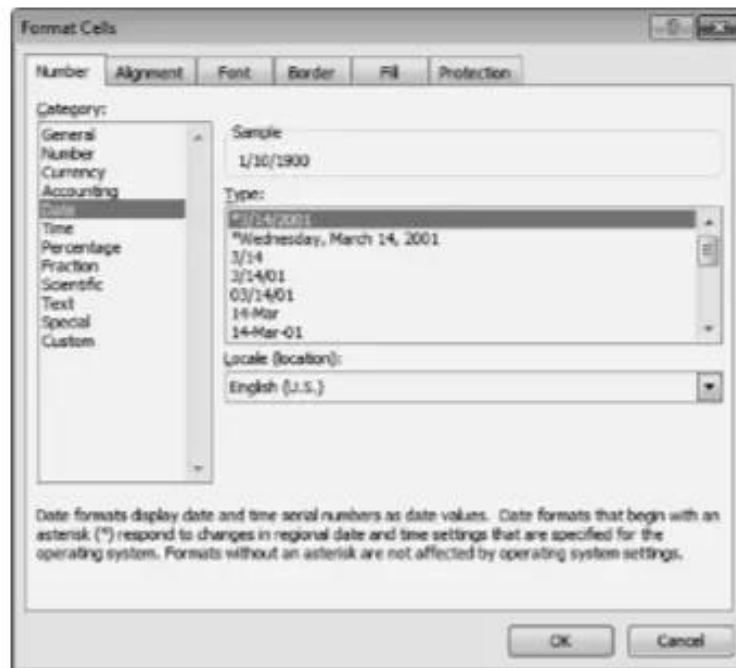 Format Cells
Number Alignment Font Border Fill Protection
Category:
General
Number
Currency
Accounting
Date
Time
Percentage
Fraction
Scientific
Text
Special
Custom
Sample
1/10/1900
Type:
*3/14/2001
*Wednesday, March 14, 2001
3/14
3/14/01
03/14/01
14-Mar
14-Mar-01
Locale (location):
English (U.S.)
Date formats display date and time serial numbers as date values. Date formats that begin with an
asterisk (*) respond to changes in regional date and time settings that are specified for the
operating system. Formats without an asterisk are not affected by operating system settings.
OK Cancel